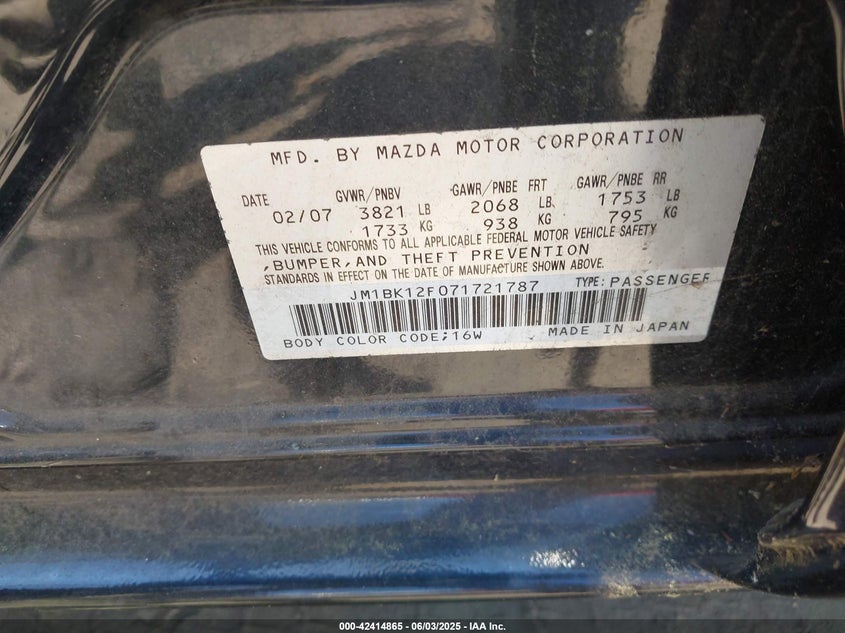 MFD. BY MAZDA MOTOR CORPORATION
DATE GVWR/PNBV GAWR/PNBE FRT GAWR/PNBE RR
02/07 3821 LB 2068 LB 1753 LB
1733 KG 938 KG 795 KG
THIS VEHICLE CONFORMS TO ALL APPLICABLE FEDERAL MOTOR VEHICLE SAFETY
,BUMPER,AND THEFT PREVENTION
STANDARDS IN EFFECT ON THE DATE OF MANUFACTURE SHOWN ABOVE.
JM1BK12F071721787 TYPE:PASSENGER
BODY COLOR CODE;16W MADE IN JAPAN
000-42414865 - 06/03/2025 - IAA Inc.